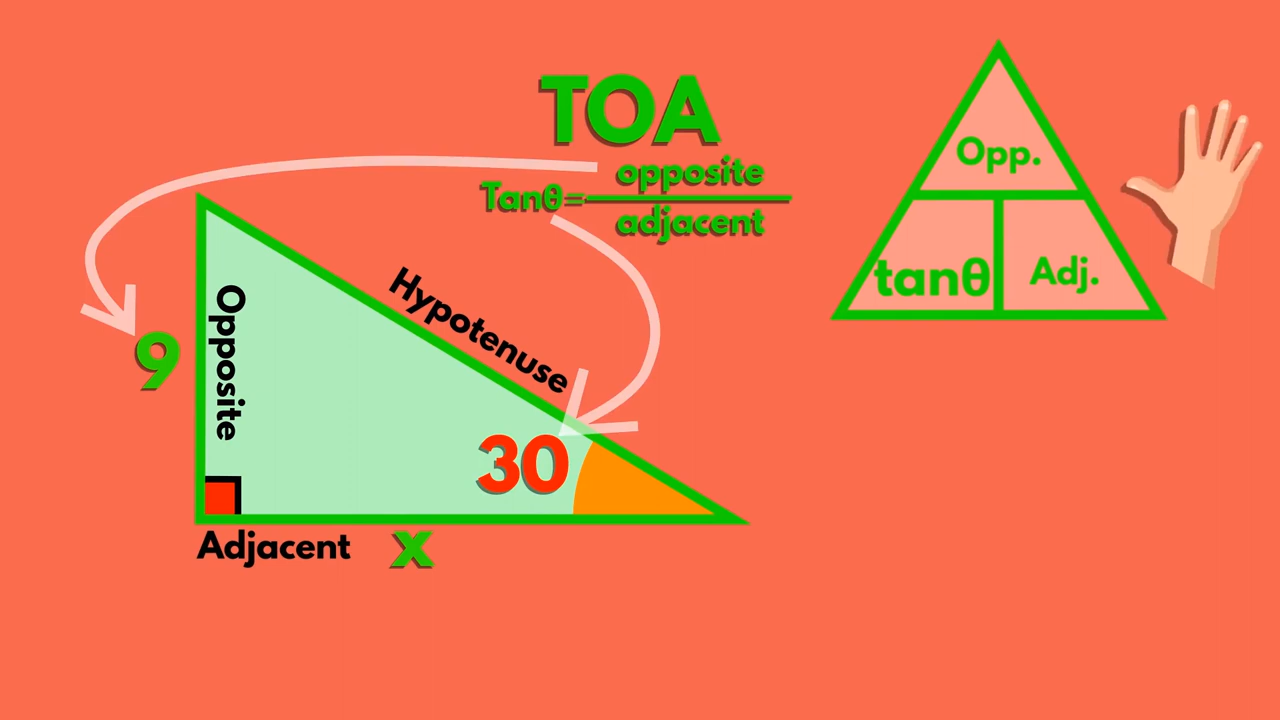 TOA
Tanθ=opposite
adjacent
Opp.
tanθ Adj.
Hypotenuse
Opposite
9
30
Adjacent x